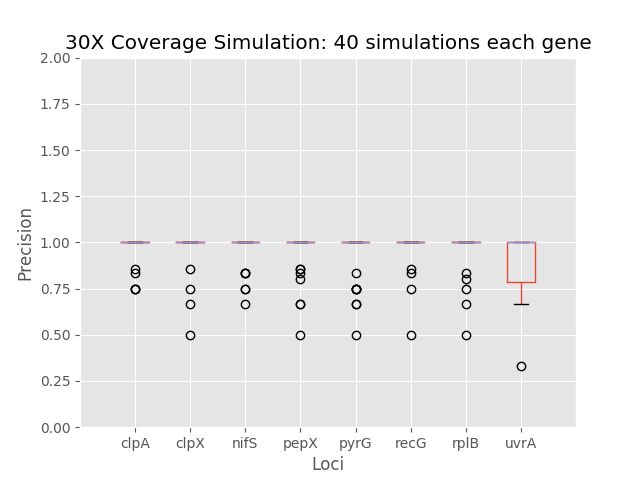 30X Coverage Simulation: 40 simulations each gene
2.00
1.75
1.50
1.25
1.00
0.75
0.50
0.25
0.00
Precision
clpA clpX nifS pepX pyrG recG rplB uvrA
Loci